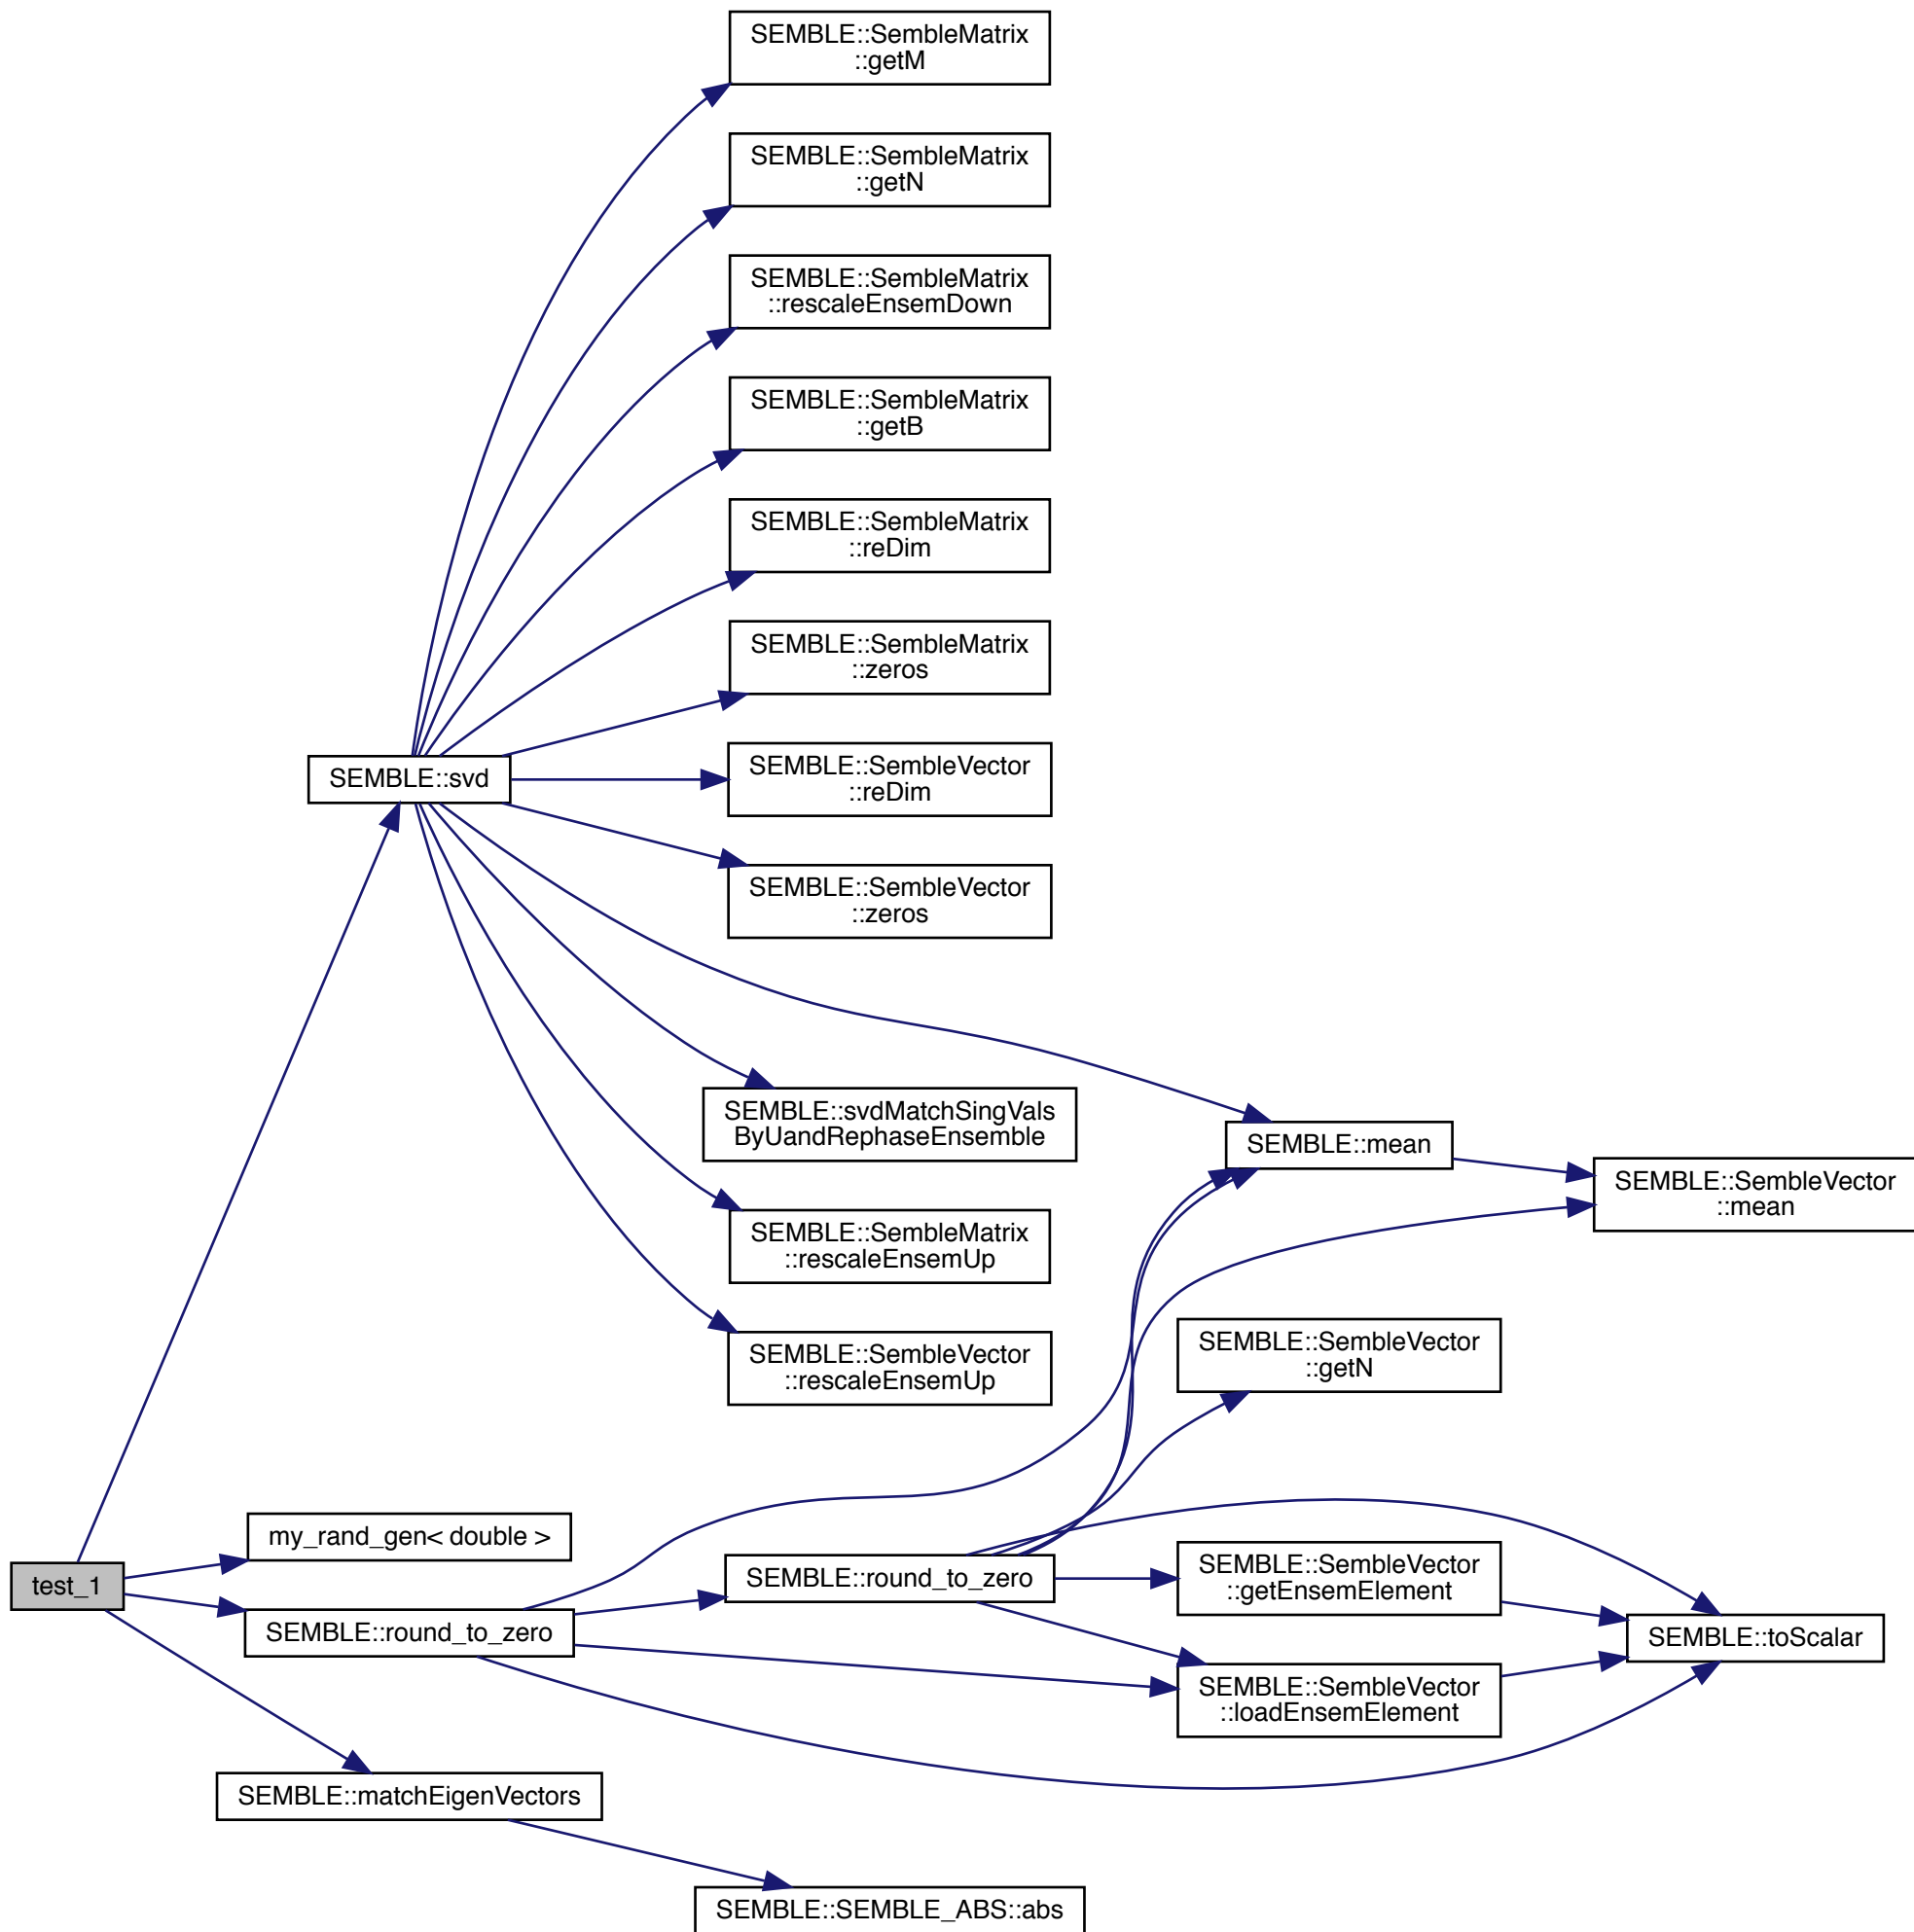 SEMBLE::SembleMatrix
::getM
SEMBLE::SembleMatrix
::getN
SEMBLE::SembleMatrix
::rescaleEnsemDown
SEMBLE::SembleMatrix
::getB
SEMBLE::SembleMatrix
::reDim
SEMBLE::SembleMatrix
::zeros
SEMBLE::svd
SEMBLE::SembleVector
::reDim
SEMBLE::SembleVector
::zeros
SEMBLE::svdMatchSingVals
ByUandRephaseEnsemble
SEMBLE::mean
SEMBLE::SembleVector
::mean
SEMBLE::SembleMatrix
::rescaleEnsemUp
SEMBLE::SembleVector
::rescaleEnsemUp
SEMBLE::SembleVector
::getN
my_rand_gen< double >
test_1
SEMBLE::round_to_zero
SEMBLE::round_to_zero
SEMBLE::SembleVector
::getEnsemElement
SEMBLE::toScalar
SEMBLE::SembleVector
::loadEnsemElement
SEMBLE::matchEigenVectors
SEMBLE::SEMBLE_ABS::abs